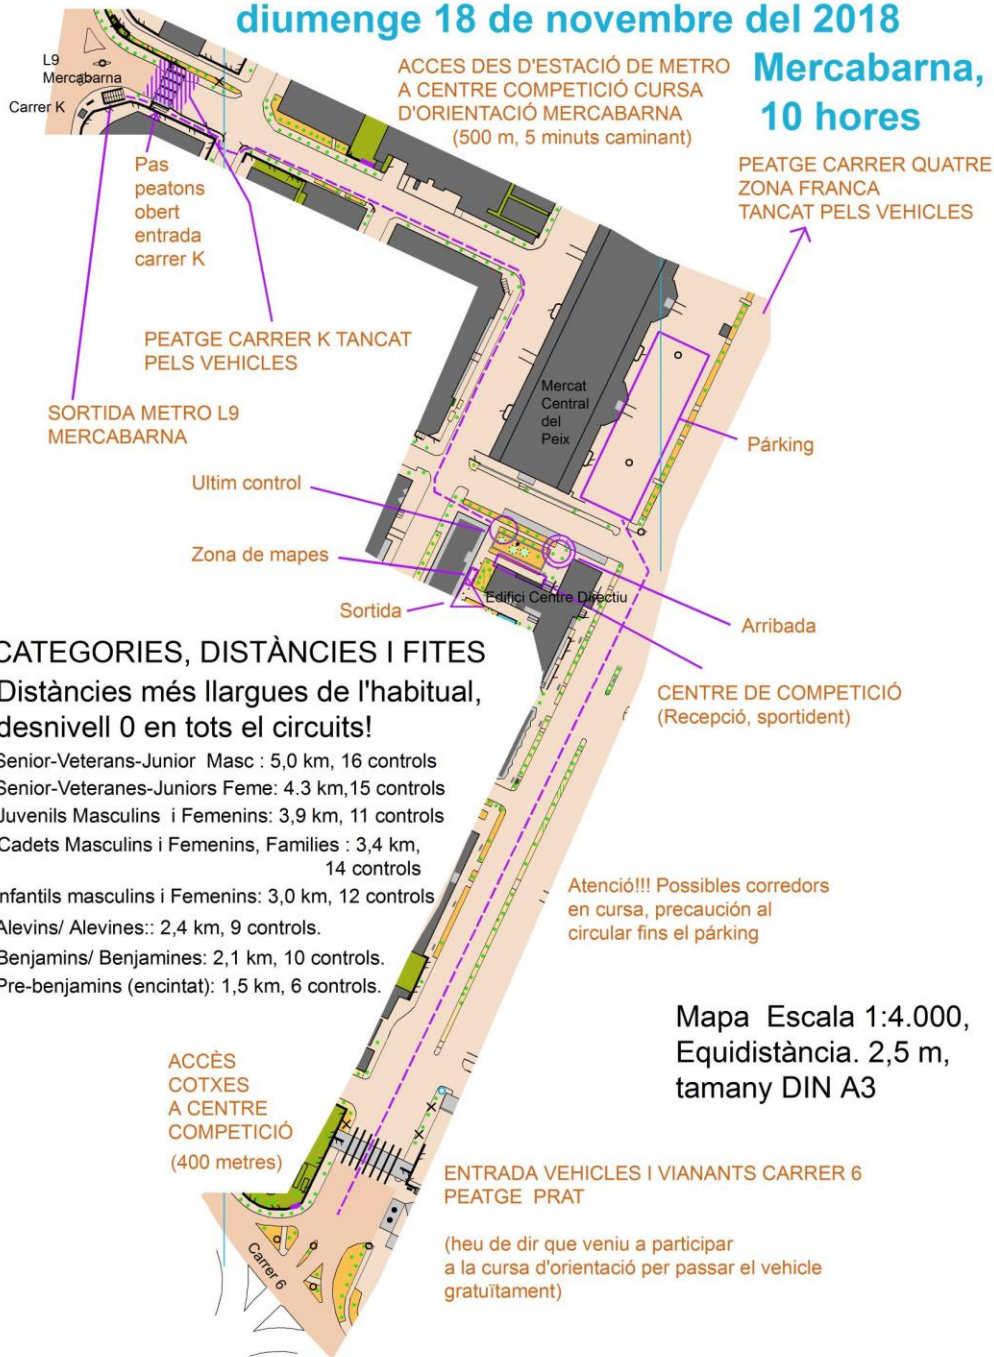 diumenge 18 de novembre del 2018
Mercabarna,
10 hores
L9
Mercabarna
Carrer K
ACCES DES D'ESTACIÓ DE METRO
A CENTRE COMPETICIÓ CURSA
D'ORIENTACIÓ MERCABARNA
(500 m, 5 minuts caminant)
PEATGE CARRER QUATRE
ZONA FRANCA
TANCAT PELS VEHICLES
Pas
peatons
obert
entrada
carrer K
PEATGE CARRER K TANCAT
PELS VEHICLES
SORTIDA METRO L9
MERCABARNA
Mercat
Central
del
Peix
Párking
Ultim control
Zona de mapes
Sortida
Edifici Centre Directiu
Arribada
CENTRE DE COMPETICIÓ
(Recepció, sportident)
CATEGORIES, DISTÀNCIES I FITES
Distàncies més llargues de l'habitual,
desnivell 0 en tots el circuits!
Senior-Veterans-Junior Masc : 5,0 km, 16 controls
Senior-Veteranes-Juniors Feme: 4.3 km,15 controls
Juvenils Masculins i Femenins: 3,9 km, 11 controls
Cadets Masculins i Femenins, Families : 3,4 km,
14 controls
nfantils masculins i Femenins: 3,0 km, 12 controls
Alevins/ Alevines:: 2,4 km, 9 controls.
Benjamins/ Benjamines: 2,1 km, 10 controls.
Pre-benjamins (encintat): 1,5 km, 6 controls.
Atenció!!! Possibles corredors
en cursa, precaución al
circular fins el párking
Mapa Escala 1:4.000,
Equidistància. 2,5 m,
tamany DIN A3
ACCÈS
COTXES
A CENTRE
COMPETICIÓ
(400 metres)
ENTRADA VEHICLES I VIANANTS CARRER 6
PEATGE PRAT
(heu de dir que veniu a participar
a la cursa d'orientació per passar el vehicle
gratuïtament)
Carrer 6